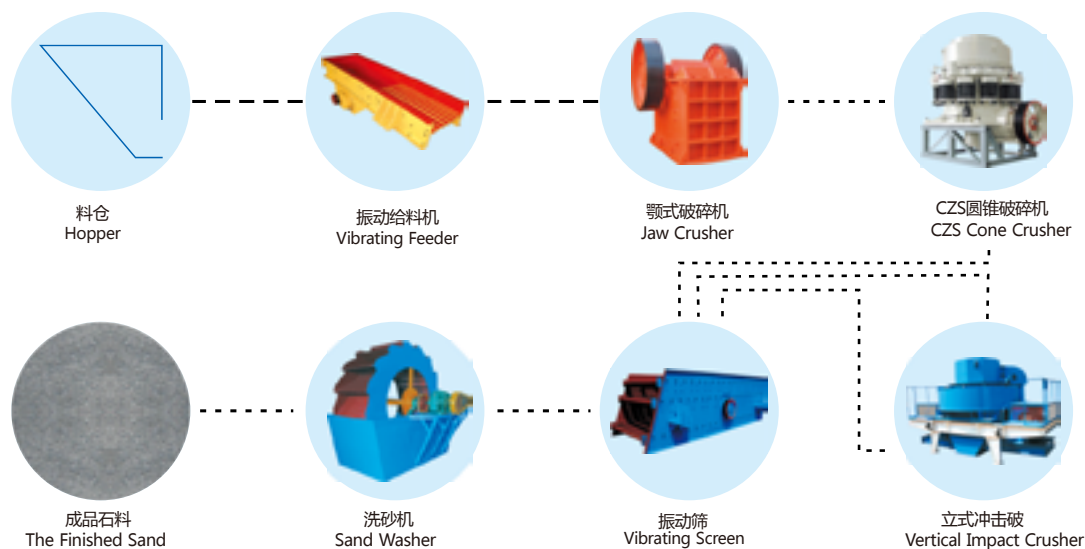 料仓
Hopper
振动给料机
Vibrating Feeder
颚式破碎机
Jaw Crusher
CZS圆锥破碎机
CZS Cone Crusher
成品石料
The Finished Sand
洗砂机
Sand Washer
振动筛
Vibrating Screen
立式冲击破
Vertical Impact Crusher